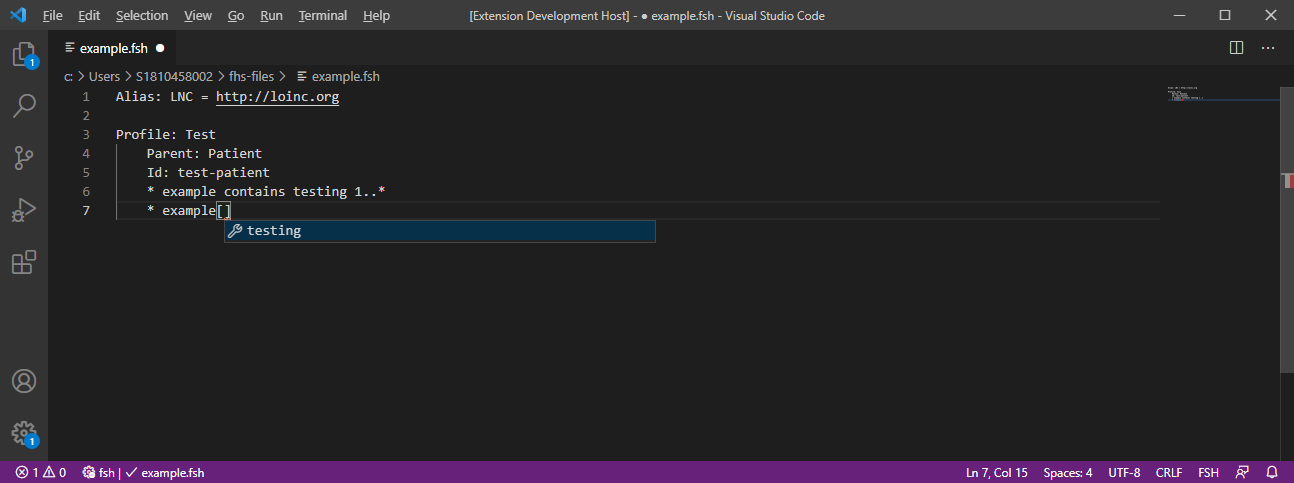 File Edit Selection View Go Run Terminal Help [Extension Development Host] - ● example.fsh - Visual Studio Code
example.fsh ●
c: > Users > S1810458002 > fhs-files > example.fsh
1 Alias: LNC = http://loinc.org
2
3 Profile: Test
4 Parent: Patient
5 Id: test-patient
6 * example contains testing 1..*
7 * example[]
testing
1
1
1 0 fsh | ✓ example.fsh Ln 7, Col 15 Spaces: 4 UTF-8 CRLF FSH